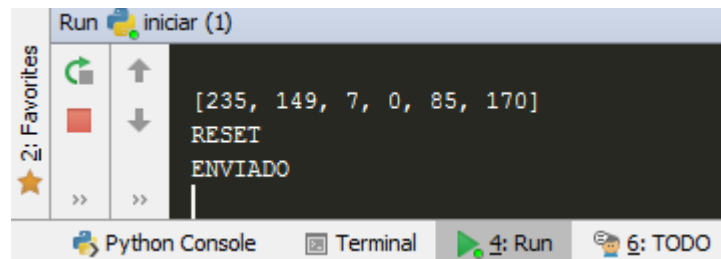 Run iniciar (1)
2: Favorites
[235, 149, 7, 0, 85, 170]
RESET
ENVIADO
>> >>
Python Console Terminal 4: Run 6: TODO